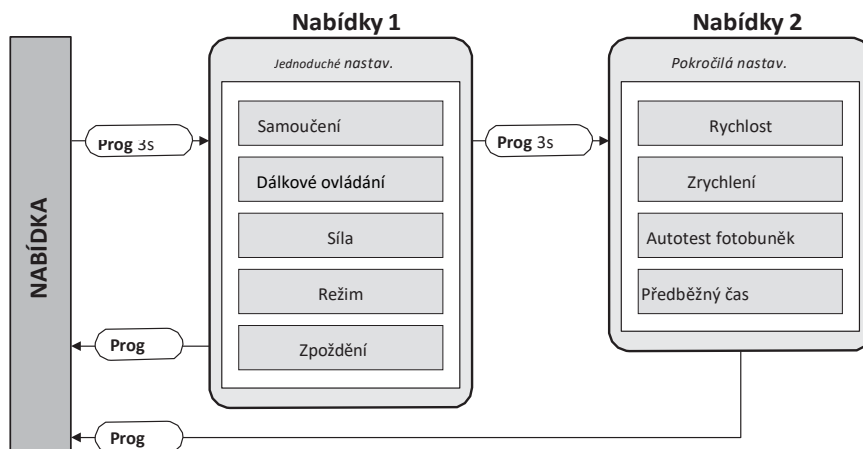 Nabídky 1
Nabídky 2
NABÍDKA
Jednoduché nastav.
Samoučení
Dálkové ovládání
Síla
Režim
Zpoždění
Pokročilá nastav.
Rychlost
Zrychlení
Autotest fotobuněk
Předběžný čas
Prog 3s
Prog 3s
Prog
Prog